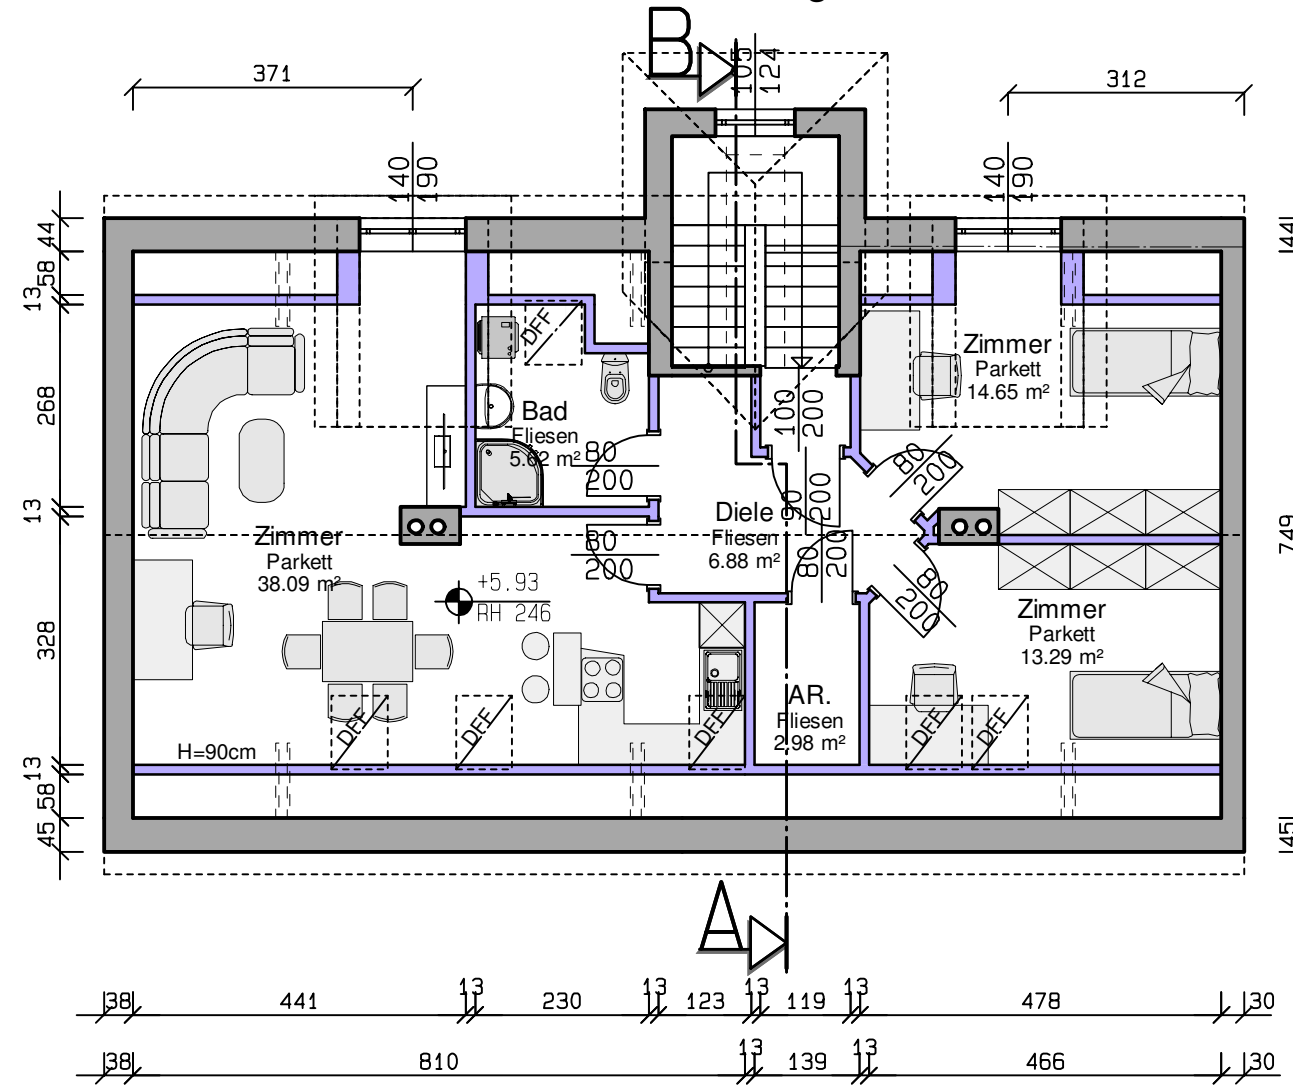 B
105
124
371
312
140
190
140
190
44
58
13
268
13
328
13
58
45
44
749
45
DFF
Zimmer
Parkett
14.65 m²
Bad
Fliesen
5.62 m²
80
200
100
200
80
200
90
200
Diele
Fliesen
6.88 m²
Zimmer
Parkett
38.09 m²
80
200
80
200
80
200
+5.93
RH 246
Zimmer
Parkett
13.29 m²
AR.
Fliesen
2.98 m²
H=90cm
DFF
DFF
DFF
DFF
DFF
A
38 441 13 230 13 123 13 119 13 478 30
38 810 13 139 13 466 30